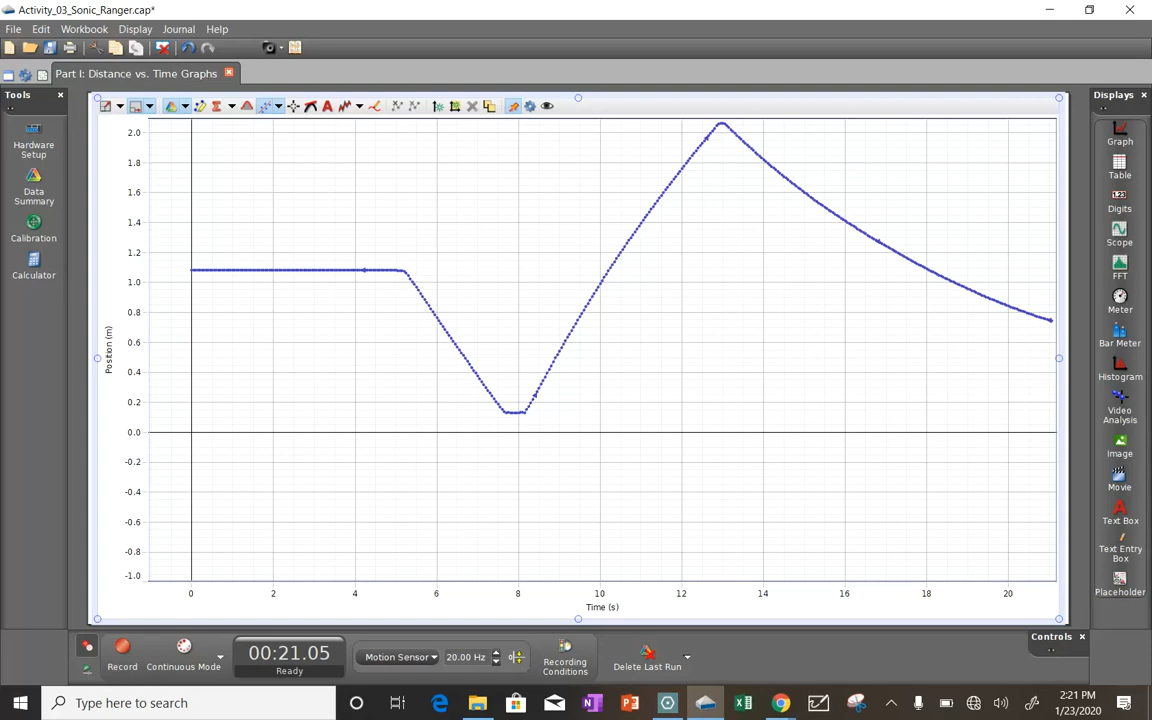 Activity_03_Sonic_Ranger.cap*
File Edit Workbook Display Journal Help
Part I: Distance vs. Time Graphs
Tools
Hardware
Setup
Data
Summary
Calibration
Calculator
2.0
1.8
1.6
1.4
1.2
1.0
0.8
0.6
0.4
0.2
0.0
-0.2
-0.4
-0.6
-0.8
-1.0
Position (m)
0 2 4 6 8 10 12 14 16 18 20
Time (s)
Displays
Graph
Table
1.23
Digits
Scope
FFT
Meter
Bar Meter
Histogram
Video
Analysis
Image
Movie
Text Box
Text Entry
Box
Placeholder
Record
Continuous Mode
00:21.05
Ready
Motion Sensor
20.00 Hz
Recording
Conditions
Delete Last Run
Controls
Type here to search
2:21 PM
1/23/2020